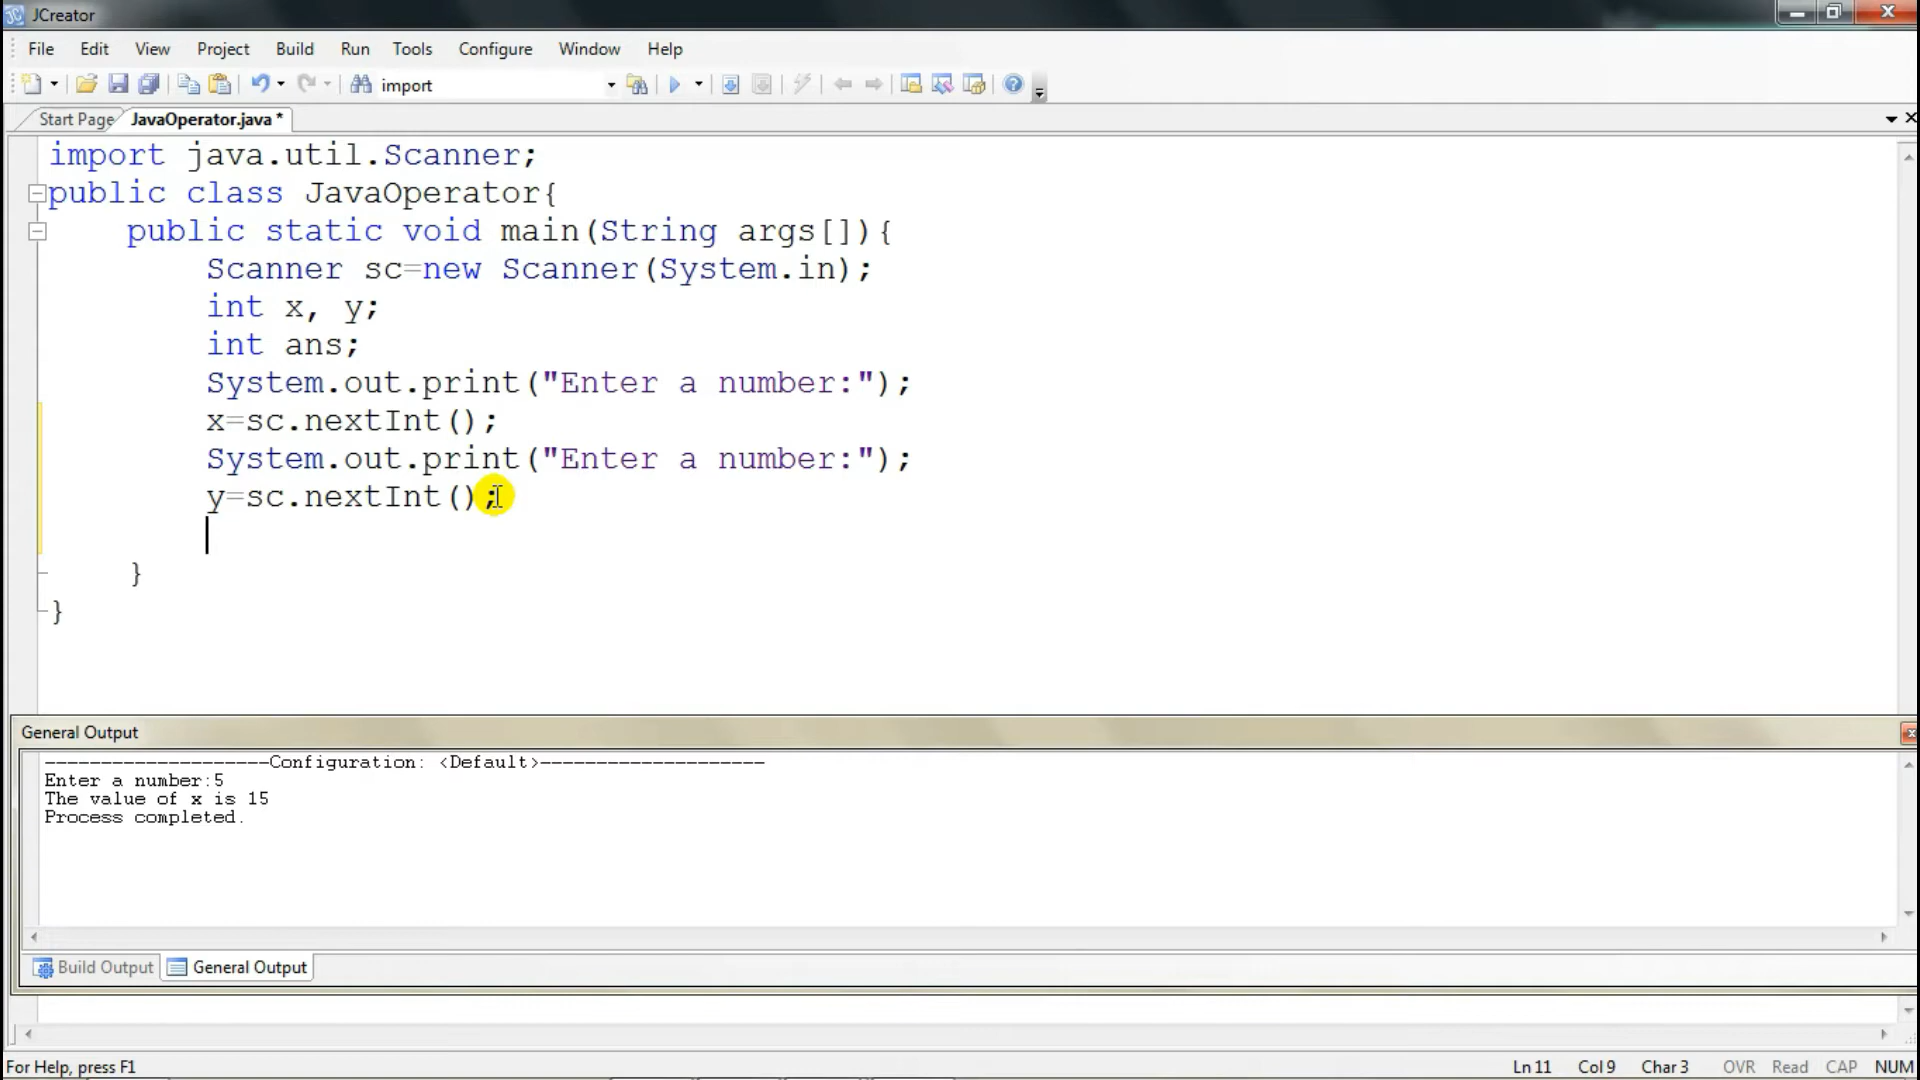 JCreator
File Edit View Project Build Run Tools Configure Window Help
import
Start Page JavaOperator.java *
import java.util.Scanner;
public class JavaOperator{
public static void main(String args[]){
Scanner sc=new Scanner(System.in);
int x, y;
int ans;
System.out.print("Enter a number:");
x=sc.nextInt();
System.out.print("Enter a number:");
y=sc.nextInt();
}
}
General Output
--------------------Configuration: <Default>--------------------
Enter a number:5
The value of x is 15
Process completed.
Build Output General Output
For Help, press F1 Ln 11 Col 9 Char 3 OVR Read CAP NUM